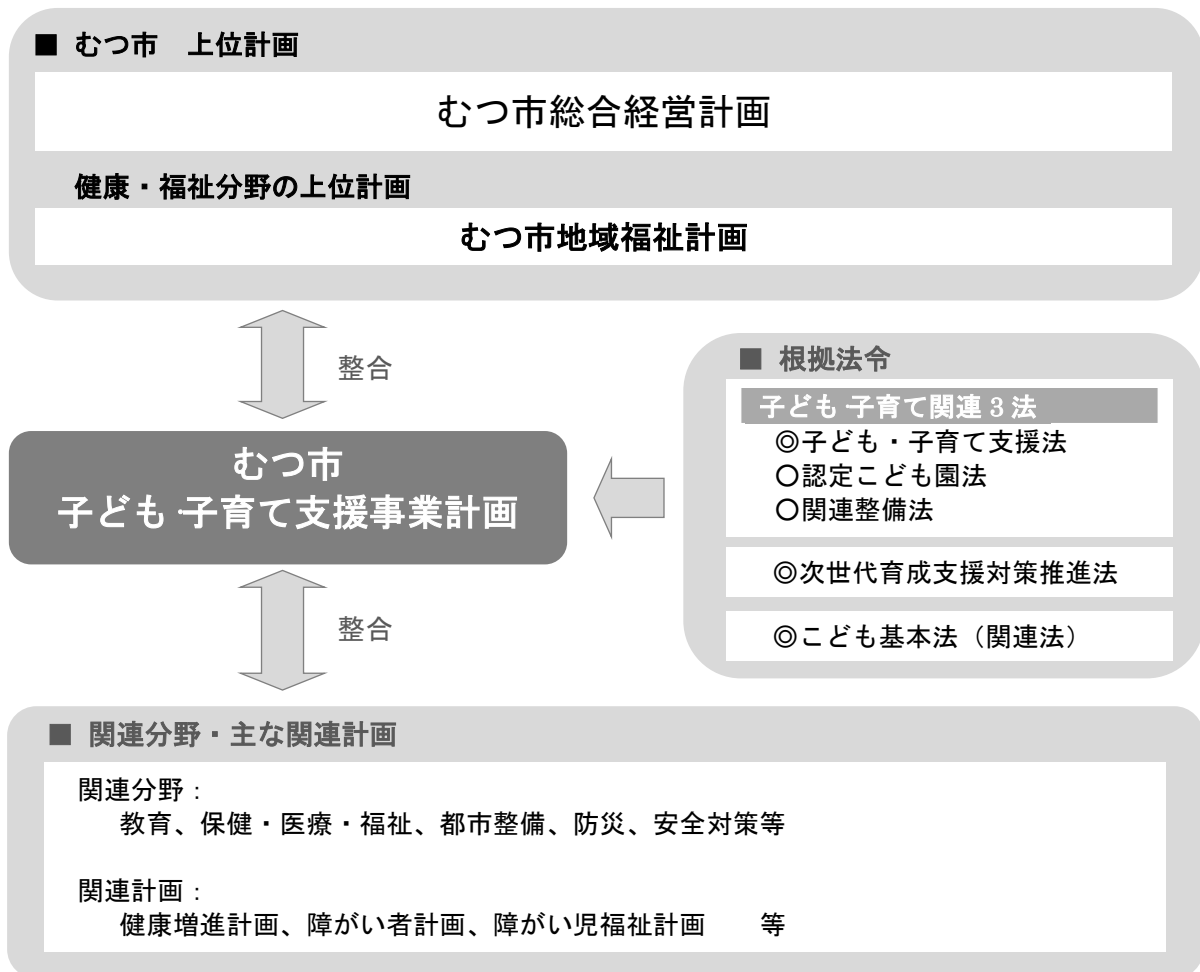 ■ むつ市　上位計画
むつ市総合経営計画
健康・福祉分野の上位計画
むつ市地域福祉計画
整合
■ 根拠法令
子ども 子育て関連３法
◎子ども・子育て支援法
〇認定こども園法
〇関連整備法
むつ市
子ども 子育て支援事業計画
◎次世代育成支援対策推進法
整合
◎こども基本法（関連法）
■ 関連分野・主な関連計画
関連分野：
教育、保健・医療・福祉、都市整備、防災、安全対策等
関連計画：
健康増進計画、障がい者計画、障がい児福祉計画　　等